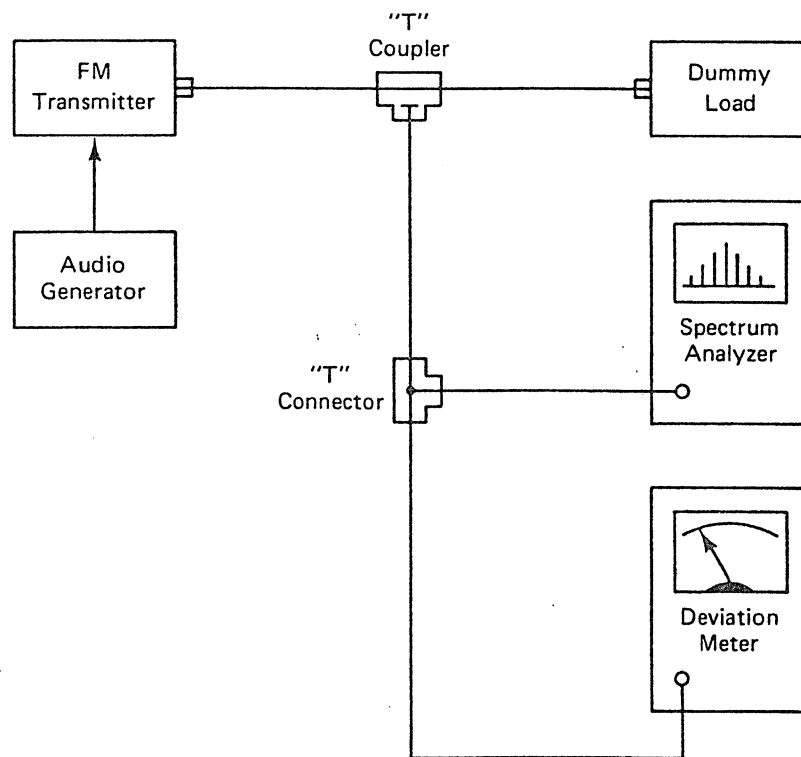 "T"
Coupler
FM
Transmitter
Dummy
Load
Audio
Generator
Spectrum
Analyzer
"T"
Connector
Deviation
Meter